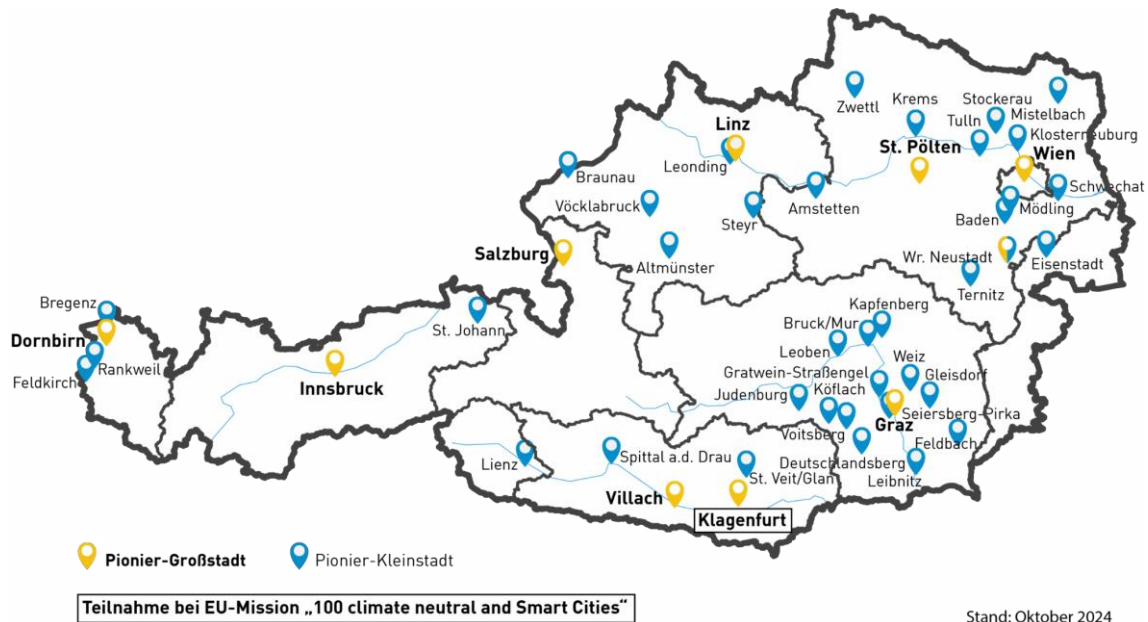 Zwettl
Krems
Stockerau
Mistelbach
Tulln
Klosterneuburg
Linz
St. Pölten
Wien
Leonding
Braunau
Schwechat
Vöcklabruck
Amstetten
Mödling
Steyr
Baden
Salzburg
Altmünster
Wr. Neustadt
Eisenstadt
Ternitz
Bregenz
Dornbirn
St. Johann
Kapfenberg
Bruck/Mur
Rankweil
Leoben
Weiz
Feldkirch
Innsbruck
Gratwein-Straßengel
Gleisdorf
Judenburg
Köflach
Seiersberg-Pirka
Graz
Voitsberg
Feldbach
Lienz
Spittal a.d. Drau
Deutschlandsberg
St. Veit/Glan
Leibnitz
Villach
Klagenfurt
Pionier-Großstadt
Pionier-Kleinstadt
Teilnahme bei EU-Mission „100 climate neutral and Smart Cities“
Stand: Oktober 2024